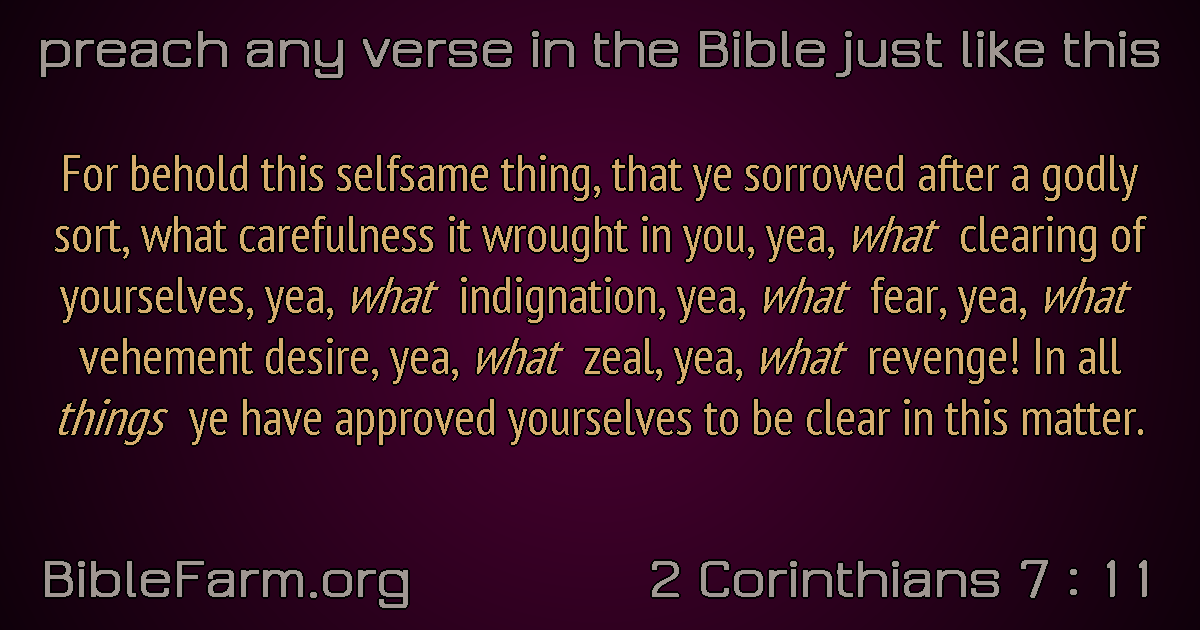 preach any verse in the Bible just like this
For behold this selfsame thing, that ye sorrowed after a godly
sort, what carefulness it wrought in you, yea, what clearing of
yourselves, yea, what indignation, yea, what fear, yea, what
vehement desire, yea, what zeal, yea, what revenge! In all
things ye have approved yourselves to be clear in this matter.
BibleFarm.org
2 Corinthians 7 : 11